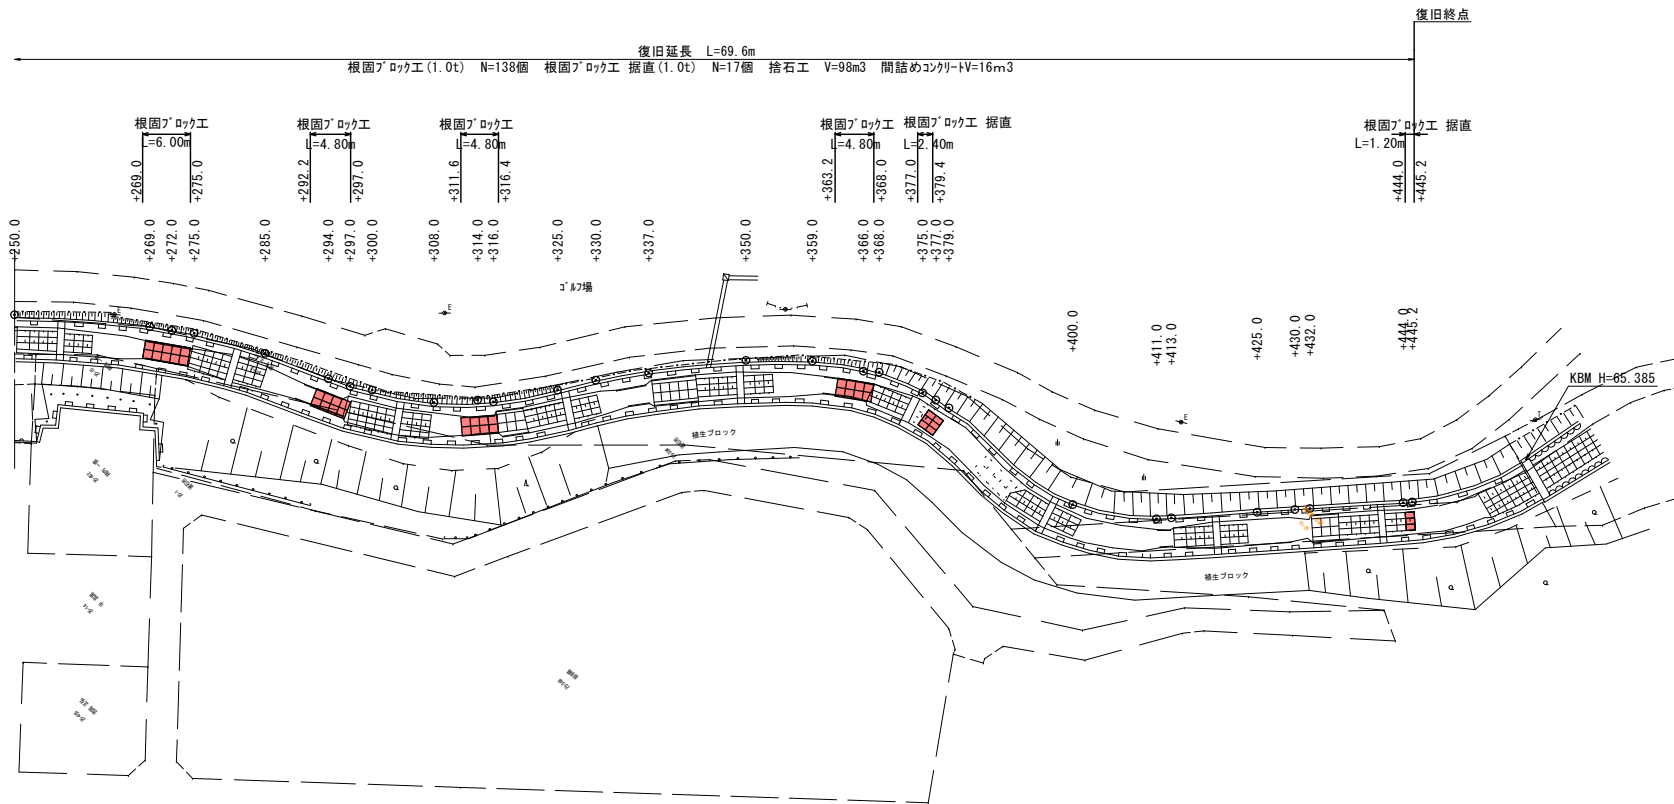 復旧終点
復旧延長 L=69.6m
根固ブロック工(1.0t) N=138個 根固ブロック工 据直(1.0t) N=17個 捨石工 V=98m3 間詰めコンクリートV=16m3
根固ブロック工
L=6.00m
+269.0
+275.0
根固ブロック工
L=4.80m
+292.2
+297.0
根固ブロック工
L=4.80m
+311.6
+316.4
根固ブロック工
L=4.80m
+363.2
+368.0
根固ブロック工 据直
L=2.40m
+377.0
+379.4
根固ブロック工 据直
L=1.20m
+444.0
+445.2
+250.0
+269.0
+272.0
+275.0
+285.0
+294.0
+297.0
+300.0
+308.0
+314.0
+316.0
+325.0
+330.0
+337.0
+350.0
+359.0
+366.0
+368.0
+375.0
+377.0
+379.0
+400.0
+411.0
+413.0
+425.0
+430.0
+432.0
+444.0
+445.2
ゴルフ場
E
E
E
KBM H=65.385
植生ブロック
植生ブロック